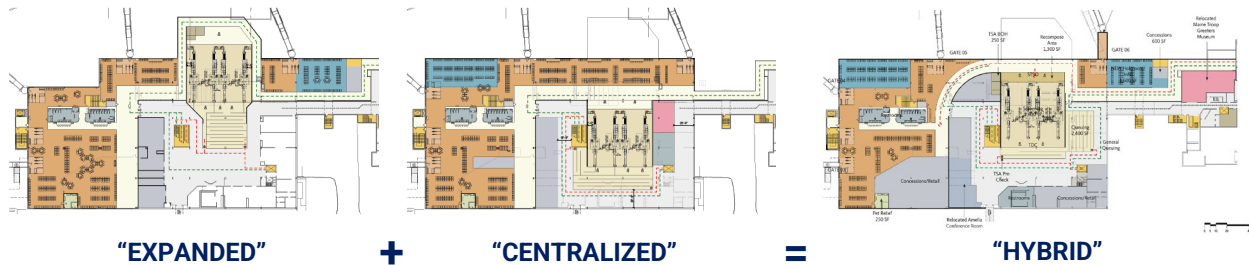 GATE 05
TSA BOH
250 SF
Recompose
Area
1,300 SF
GATE 06
Concessions
600 SF
Relocated
Maine Troop
Greeters
Museum
Restrooms
Queuing
2,400 SF
General
Queuing
TDC
TSA Pre
Check
Concessions/Retail
Pet Relief
250 SF
Relocated Amelia
Conference Room
Restrooms
Concessions/Retail
“EXPANDED” + “CENTRALIZED” = “HYBRID”